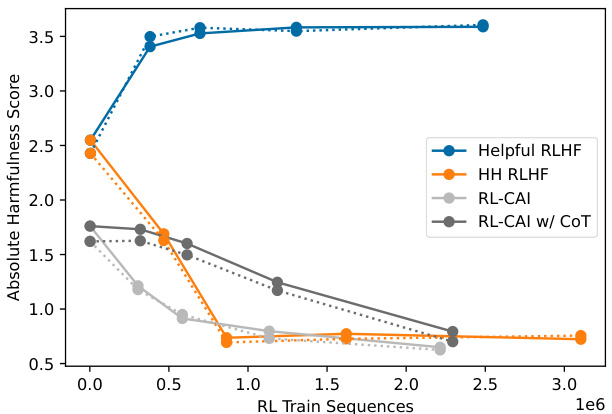 3.5
3.0
2.5
2.0
1.5
1.0
0.5
Absolute Harmfulness Score
Helpful RLHF
HH RLHF
RL-CAI
RL-CAI w/ CoT
0.0 0.5 1.0 1.5 2.0 2.5 3.0
1e6
RL Train Sequences